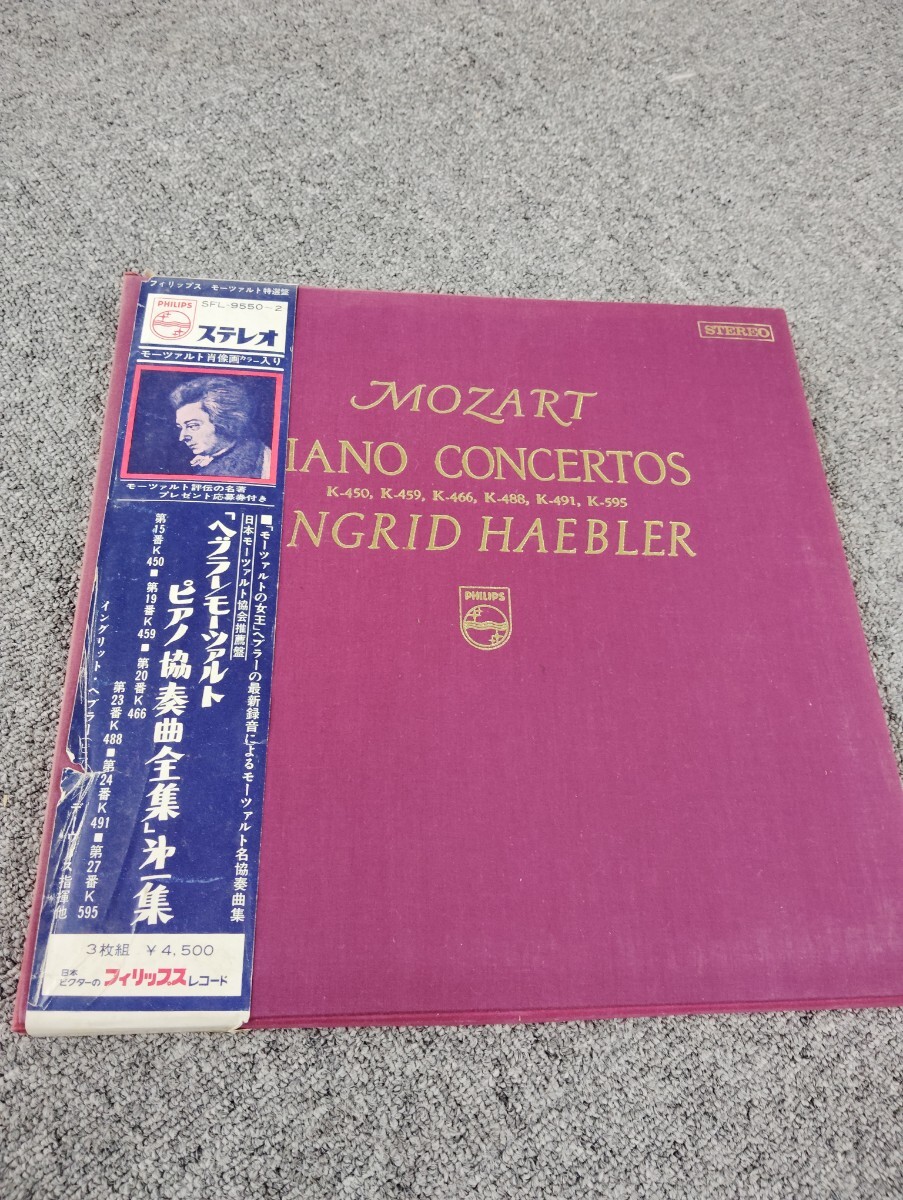 フィリップス モーツァルト特選盤
PHILIPS
SFL-9550-2
ステレオ
モーツァルト肖像画カラー入り
モーツァルト評伝の名著
プレゼント応募券付き
■「モーツァルトの女王」ヘブラーの最新録音によるモーツァルト名協奏曲集
日本モーツァルト協会推薦盤
「ヘブラー/モーツァルト
ピアノ協奏曲全集」第一集
第15番K450■第19番K459■第20番K466
第23番K488■第24番K491■第27番K595
イングリット・ヘブラー
指揮他
3枚組 ¥4,500
日本ビクターのフィリップスレコード
STEREO
MOZART
IANO CONCERTOS
K-450, K-459, K-466, K-488, K-491, K-595
NGRID HAEBLER
PHILIPS